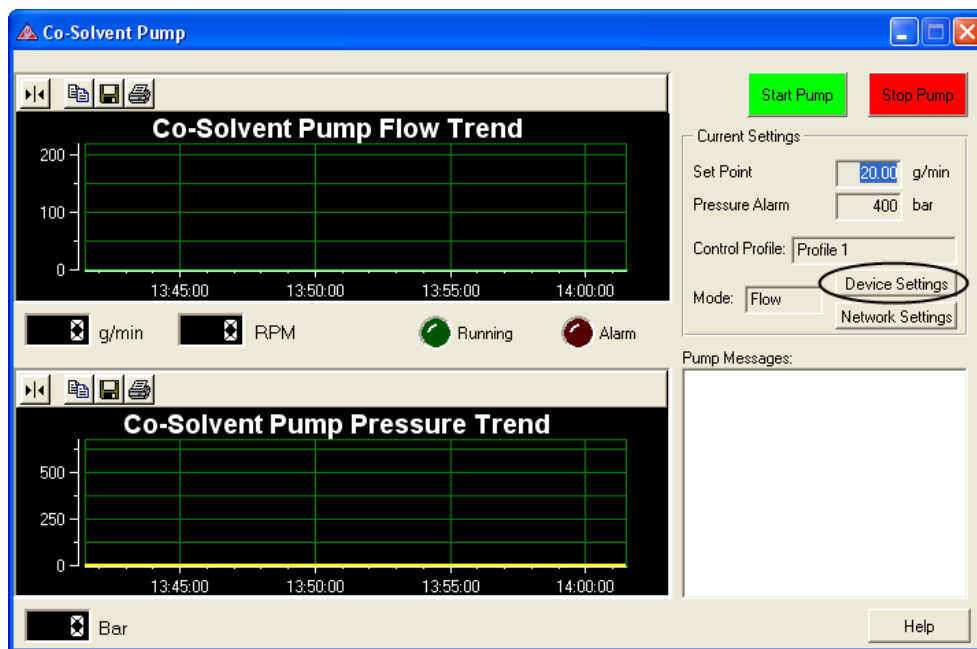 Co-Solvent Pump
Co-Solvent Pump Flow Trend
200
100
0
13:45:00 13:50:00 13:55:00 14:00:00
g/min RPM Running Alarm
Co-Solvent Pump Pressure Trend
500
250
0
13:45:00 13:50:00 13:55:00 14:00:00
Bar
Start Pump Stop Pump
Current Settings
Set Point 20.00 g/min
Pressure Alarm 400 bar
Control Profile: Profile 1
Device Settings
Mode: Flow
Network Settings
Pump Messages:
Help